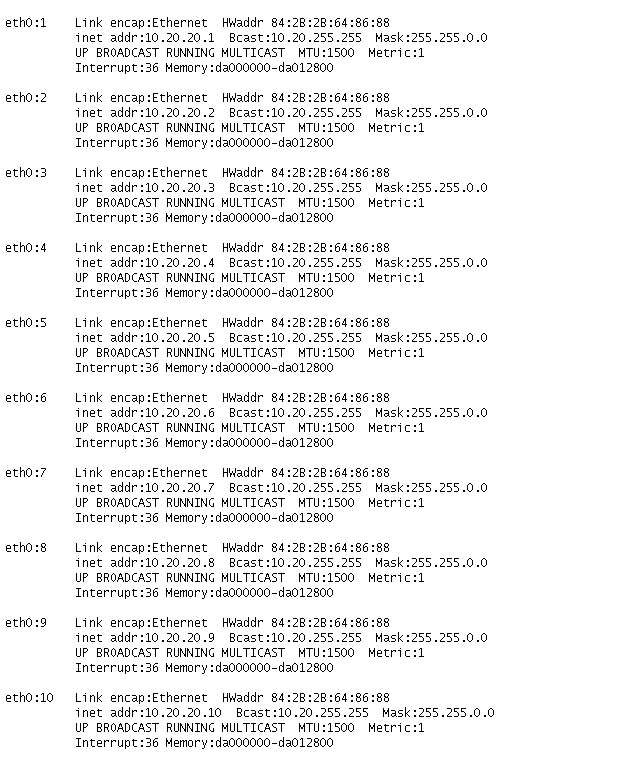 eth0:1    Link encap:Ethernet  HWaddr 84:2B:2B:64:86:88
          inet addr:10.20.20.1  Bcast:10.20.255.255  Mask:255.255.0.0
          UP BROADCAST RUNNING MULTICAST  MTU:1500  Metric:1
          Interrupt:36 Memory:da000000-da012800

eth0:2    Link encap:Ethernet  HWaddr 84:2B:2B:64:86:88
          inet addr:10.20.20.2  Bcast:10.20.255.255  Mask:255.255.0.0
          UP BROADCAST RUNNING MULTICAST  MTU:1500  Metric:1
          Interrupt:36 Memory:da000000-da012800

eth0:3    Link encap:Ethernet  HWaddr 84:2B:2B:64:86:88
          inet addr:10.20.20.3  Bcast:10.20.255.255  Mask:255.255.0.0
          UP BROADCAST RUNNING MULTICAST  MTU:1500  Metric:1
          Interrupt:36 Memory:da000000-da012800

eth0:4    Link encap:Ethernet  HWaddr 84:2B:2B:64:86:88
          inet addr:10.20.20.4  Bcast:10.20.255.255  Mask:255.255.0.0
          UP BROADCAST RUNNING MULTICAST  MTU:1500  Metric:1
          Interrupt:36 Memory:da000000-da012800

eth0:5    Link encap:Ethernet  HWaddr 84:2B:2B:64:86:88
          inet addr:10.20.20.5  Bcast:10.20.255.255  Mask:255.255.0.0
          UP BROADCAST RUNNING MULTICAST  MTU:1500  Metric:1
          Interrupt:36 Memory:da000000-da012800

eth0:6    Link encap:Ethernet  HWaddr 84:2B:2B:64:86:88
          inet addr:10.20.20.6  Bcast:10.20.255.255  Mask:255.255.0.0
          UP BROADCAST RUNNING MULTICAST  MTU:1500  Metric:1
          Interrupt:36 Memory:da000000-da012800

eth0:7    Link encap:Ethernet  HWaddr 84:2B:2B:64:86:88
          inet addr:10.20.20.7  Bcast:10.20.255.255  Mask:255.255.0.0
          UP BROADCAST RUNNING MULTICAST  MTU:1500  Metric:1
          Interrupt:36 Memory:da000000-da012800

eth0:8    Link encap:Ethernet  HWaddr 84:2B:2B:64:86:88
          inet addr:10.20.20.8  Bcast:10.20.255.255  Mask:255.255.0.0
          UP BROADCAST RUNNING MULTICAST  MTU:1500  Metric:1
          Interrupt:36 Memory:da000000-da012800

eth0:9    Link encap:Ethernet  HWaddr 84:2B:2B:64:86:88
          inet addr:10.20.20.9  Bcast:10.20.255.255  Mask:255.255.0.0
          UP BROADCAST RUNNING MULTICAST  MTU:1500  Metric:1
          Interrupt:36 Memory:da000000-da012800

eth0:10   Link encap:Ethernet  HWaddr 84:2B:2B:64:86:88
          inet addr:10.20.20.10  Bcast:10.20.255.255  Mask:255.255.0.0
          UP BROADCAST RUNNING MULTICAST  MTU:1500  Metric:1
          Interrupt:36 Memory:da000000-da012800